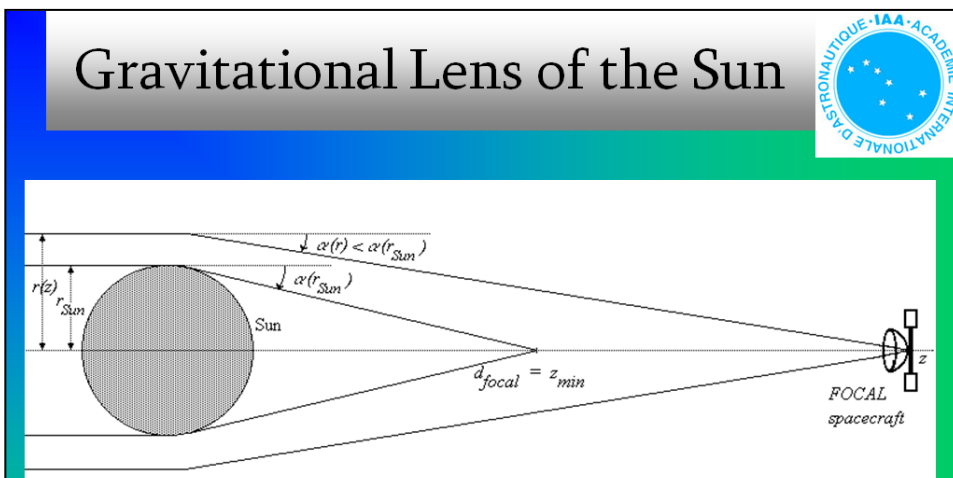 Gravitational Lens of the Sun
·IAA·ACADEMIE INTERNATIONALE D'ASTRONAUTIQUE
α(r) < α(r_Sun)
α(r_Sun)
r(z)
r_Sun
Sun
d_focal = z_min
z
FOCAL
spacecraft